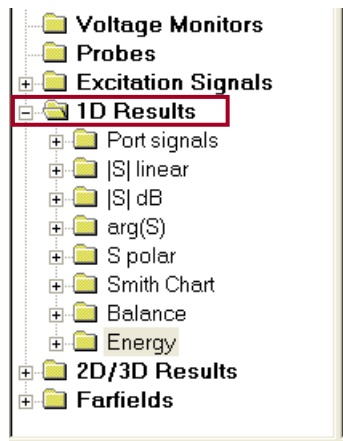 Voltage Monitors
Probes
Excitation Signals
1D Results
Port signals
|S| linear
|S| dB
arg(S)
S polar
Smith Chart
Balance
Energy
2D/3D Results
Farfields